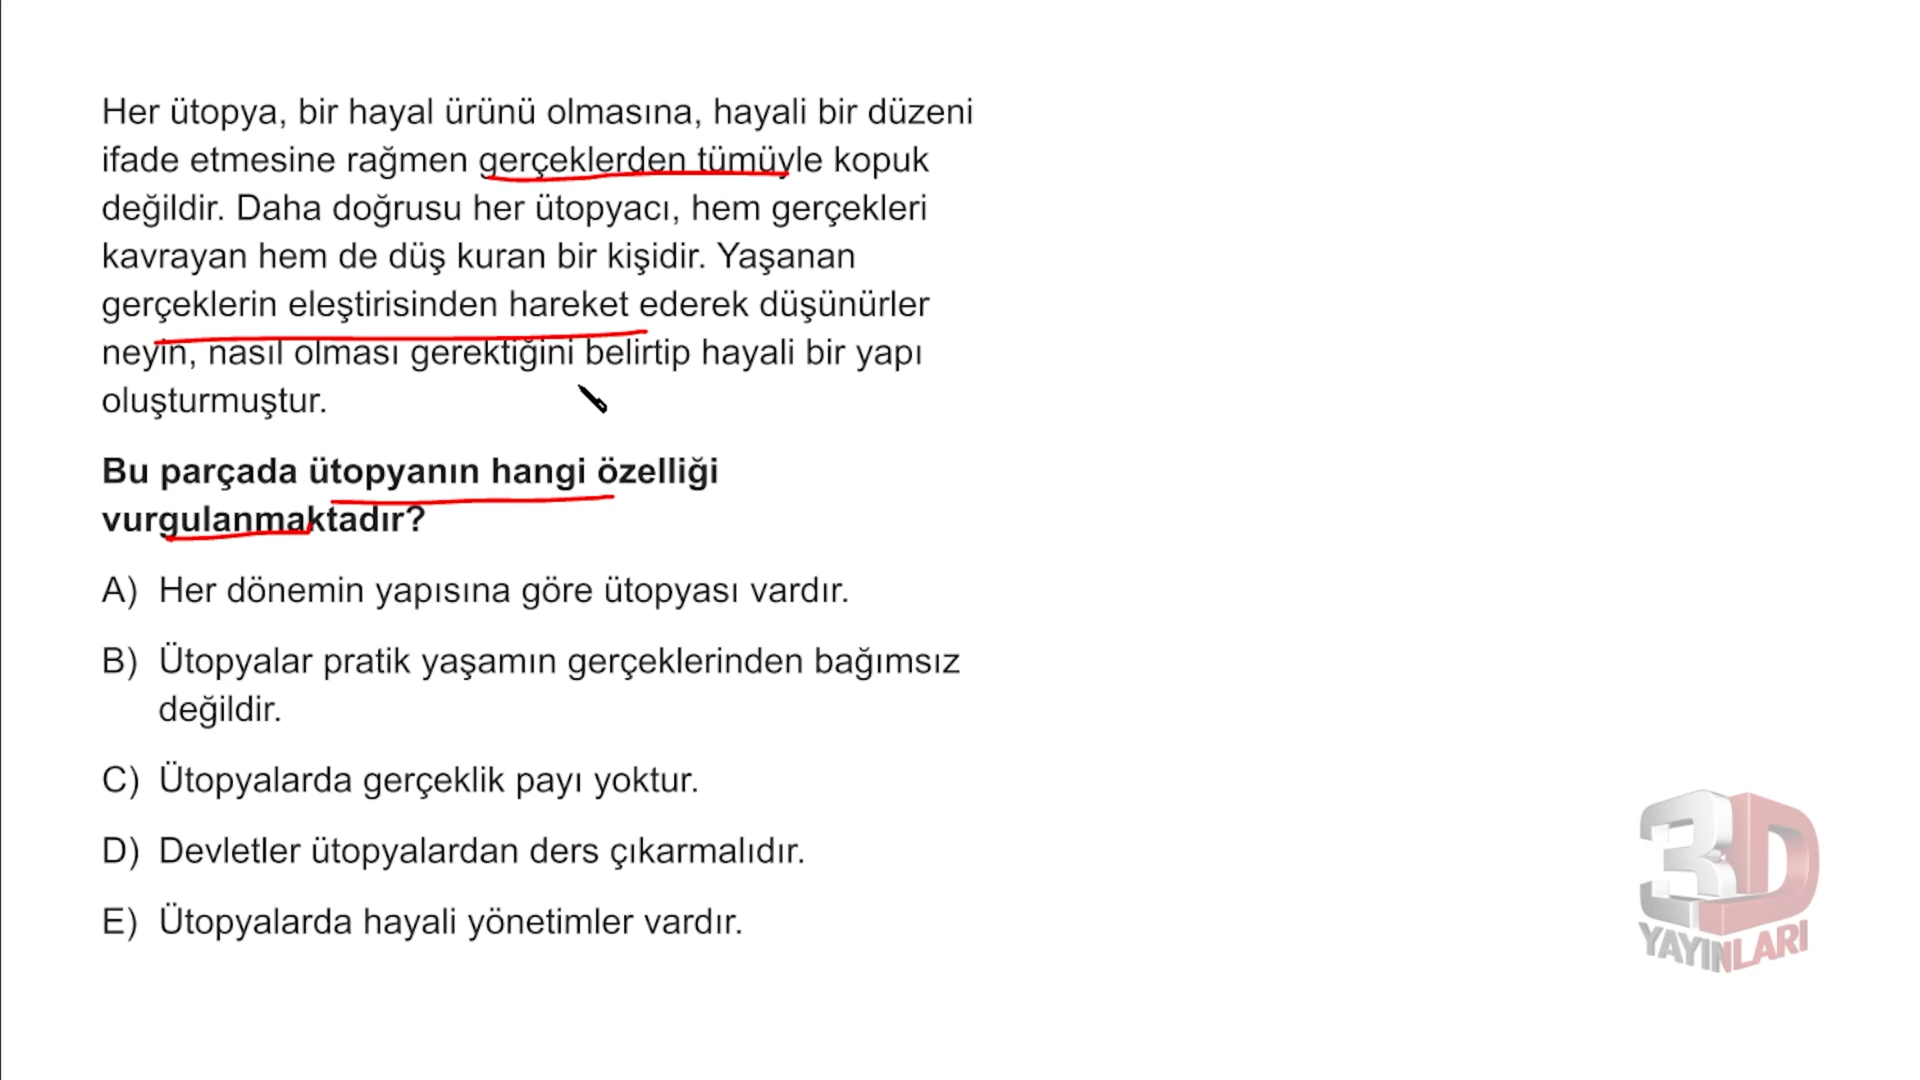 Her ütopya, bir hayal ürünü olmasına, hayali bir düzeni
ifade etmesine rağmen gerçeklerden tümüyle kopuk
değildir. Daha doğrusu her ütopyacı, hem gerçekleri
kavrayan hem de düş kuran bir kişidir. Yaşanan
gerçeklerin eleştirisinden hareket ederek düşünürler
neyin, nasıl olması gerektiğini belirtip hayali bir yapı
oluşturmuştur.
Bu parçada ütopyanın hangi özelliği
vurgulanmaktadır?
A) Her dönemin yapısına göre ütopyası vardır.
B) Ütopyalar pratik yaşamın gerçeklerinden bağımsız
değildir.
C) Ütopyalarda gerçeklik payı yoktur.
D) Devletler ütopyalardan ders çıkarmalıdır.
E) Ütopyalarda hayali yönetimler vardır.
3D
YAYINLARI